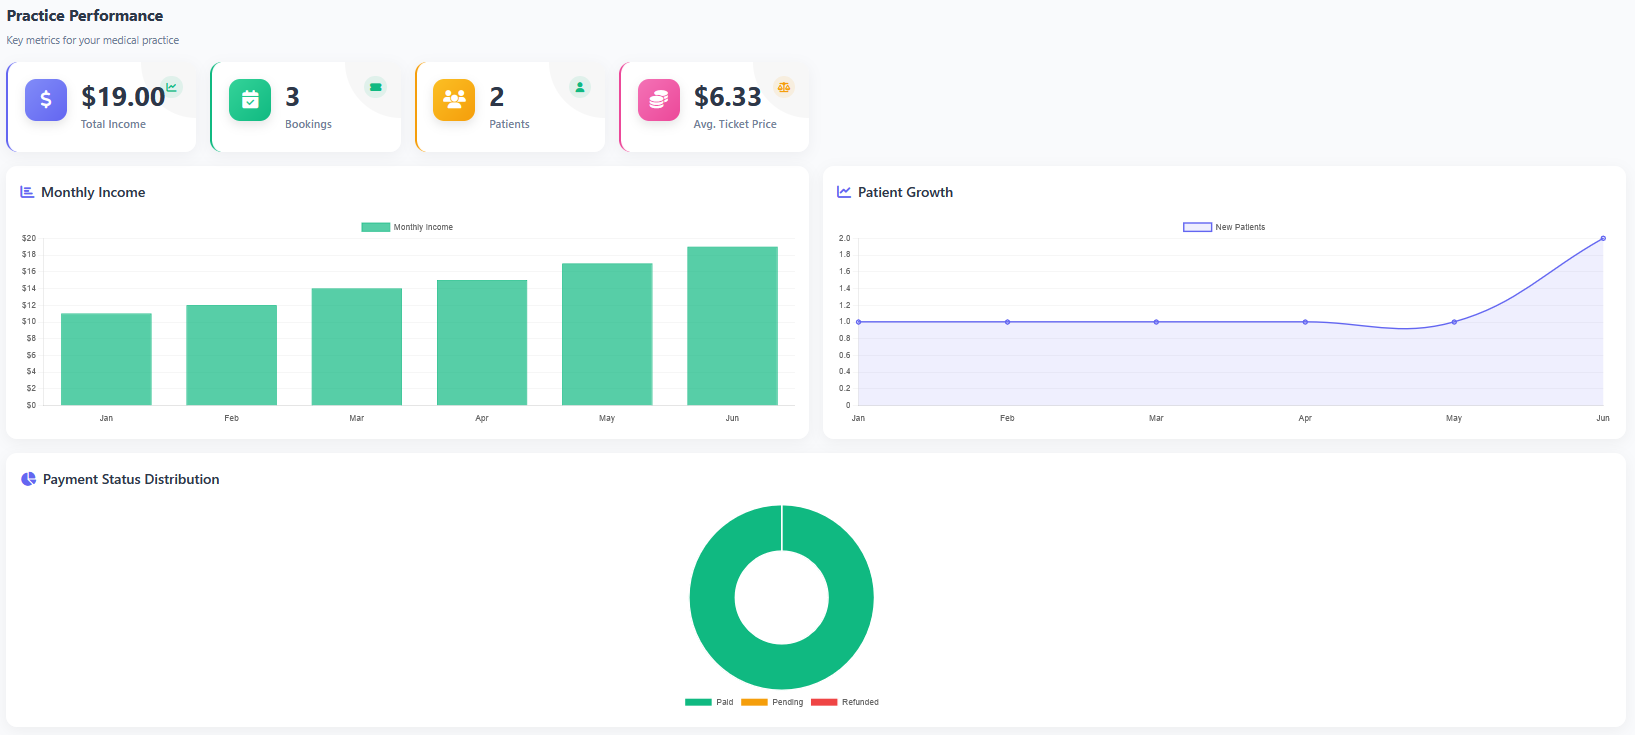 Practice Performance
Key metrics for your medical practice
$19.00
Total Income
3
Bookings
2
Patients
$6.33
Avg. Ticket Price
Monthly Income
Monthly Income
$20
$18
$16
$14
$12
$10
$8
$6
$4
$2
$0
Jan Feb Mar Apr May Jun
Patient Growth
New Patients
2.0
1.8
1.6
1.4
1.2
1.0
0.8
0.6
0.4
0.2
0
Jan Feb Mar Apr May Jun
Payment Status Distribution
Paid Pending Refunded